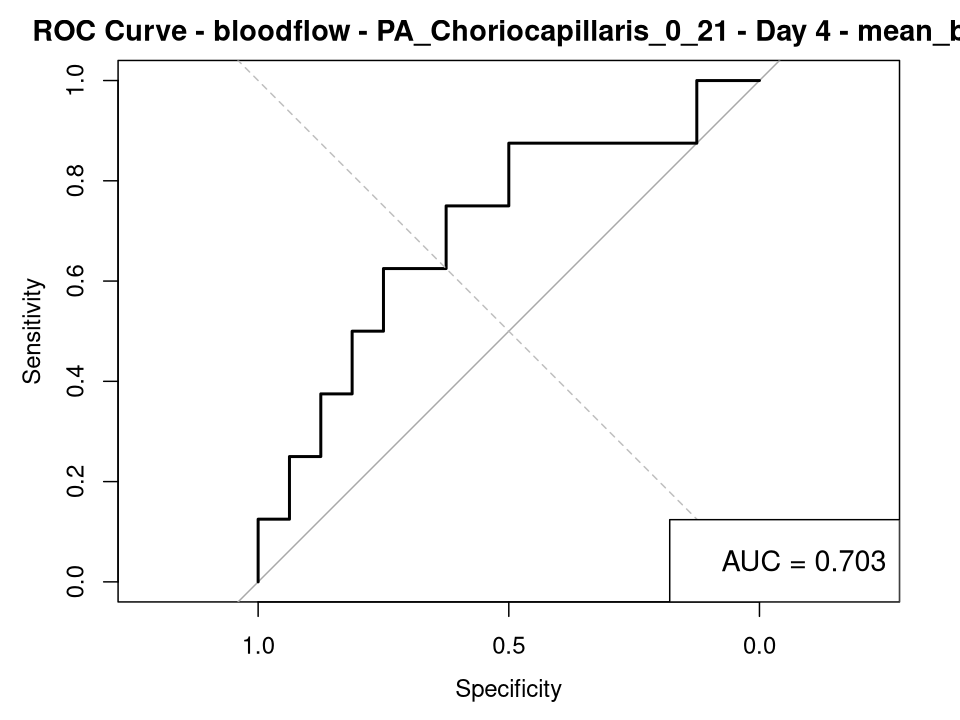 ROC Curve - bloodflow - PA_Choriocapillaris_0_21 - Day 4 - mean_b
1.0
0.8
0.6
0.4
0.2
0.0
Sensitivity
AUC = 0.703
1.0 0.5 0.0
Specificity